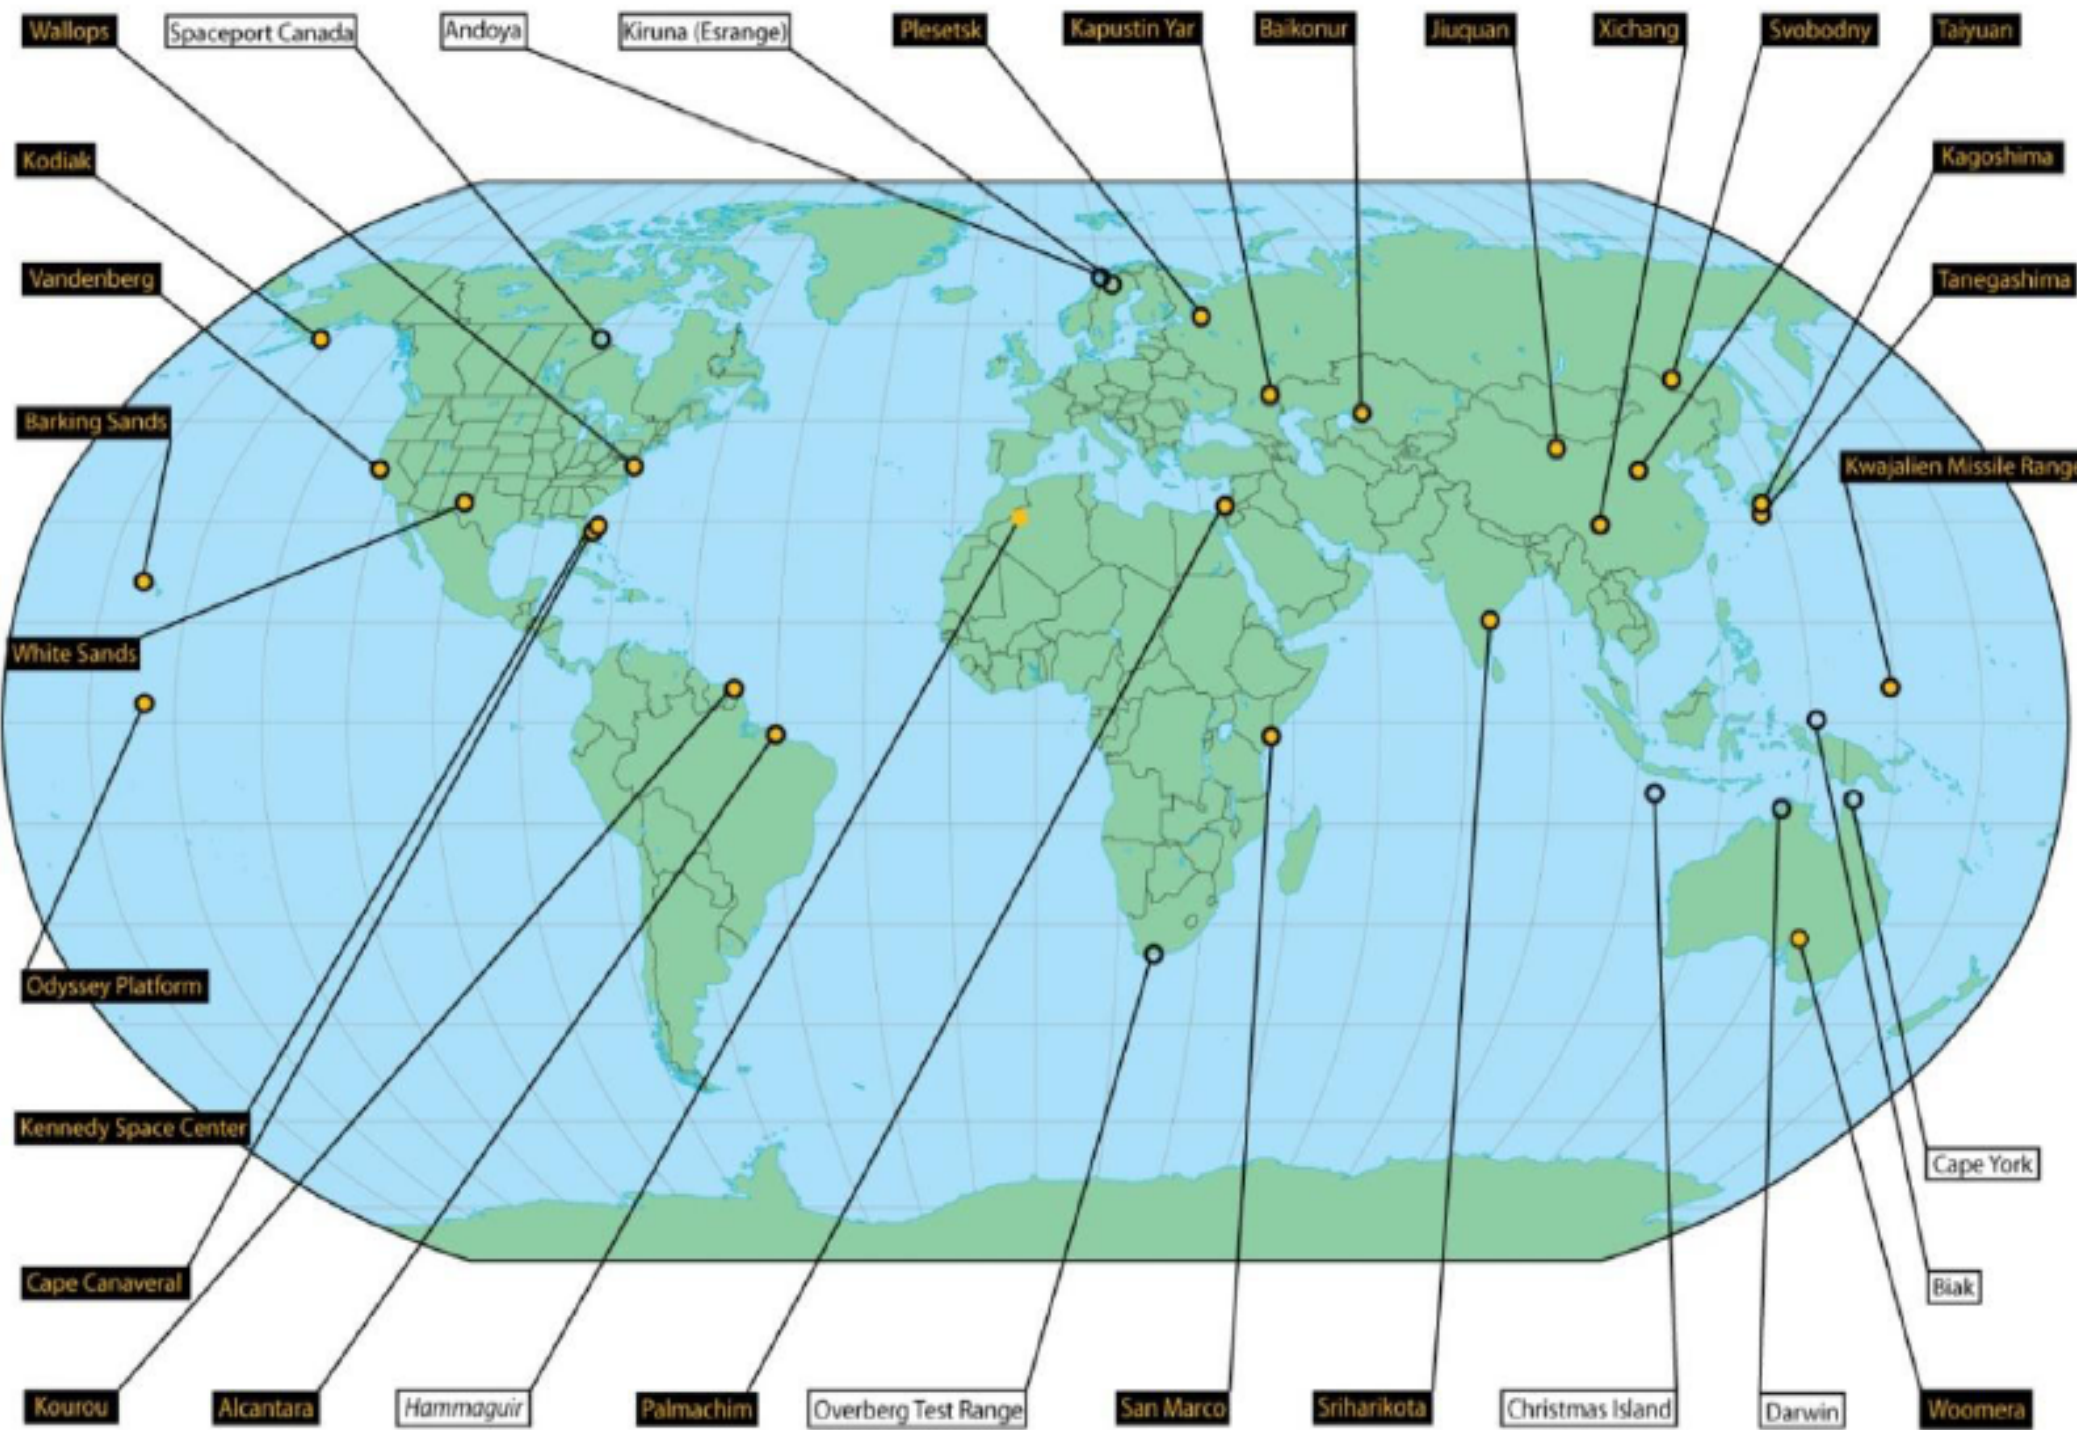 Wallops
Spaceport Canada
Andoya
Kiruna (Esrange)
Plesetsk
Kapustin Yar
Baikonur
Jiuquan
Xichang
Svobodny
Taiyuan
Kodiak
Kagoshima
Vandenberg
Tanegashima
Barking Sands
Kwajalien Missile Range
White Sands
Odyssey Platform
Kennedy Space Center
Cape York
Cape Canaveral
Biak
Kourou
Alcantara
Hammaguir
Palmachim
Overberg Test Range
San Marco
Sriharikota
Christmas Island
Darwin
Woomera